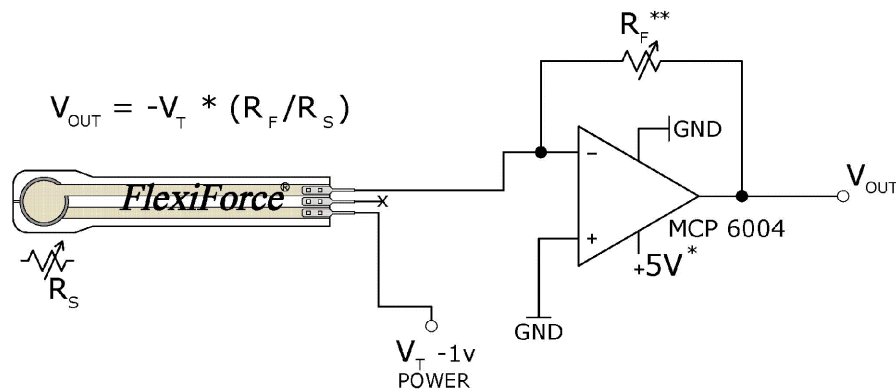 R_F **
V_OUT = -V_T * (R_F/R_S)
GND
FlexiForce®
x
−
+
V_OUT
MCP 6004
+5V*
R_S
GND
V_T -1v
POWER